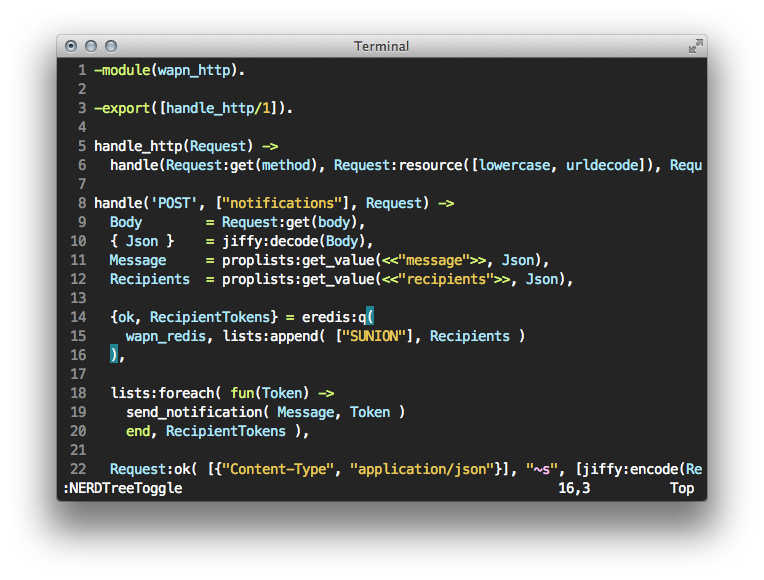 Terminal
1 -module(wapn_http).
2
3 -export([handle_http/1]).
4
5 handle_http(Request) ->
6   handle(Request:get(method), Request:resource([lowercase, urldecode]), Requ
7
8 handle('POST', ["notifications"], Request) ->
9   Body        = Request:get(body),
10   { Json }    = jiffy:decode(Body),
11   Message     = proplists:get_value(<<"message">>, Json),
12   Recipients  = proplists:get_value(<<"recipients">>, Json),
13
14   {ok, RecipientTokens} = eredis:q(
15     wapn_redis, lists:append( ["SUNION"], Recipients )
16   ),
17
18   lists:foreach( fun(Token) ->
19     send_notification( Message, Token )
20     end, RecipientTokens ),
21
22   Request:ok( [{"Content-Type", "application/json"}], "~s", [jiffy:encode(Re
:NERDTreeToggle 16,3 Top